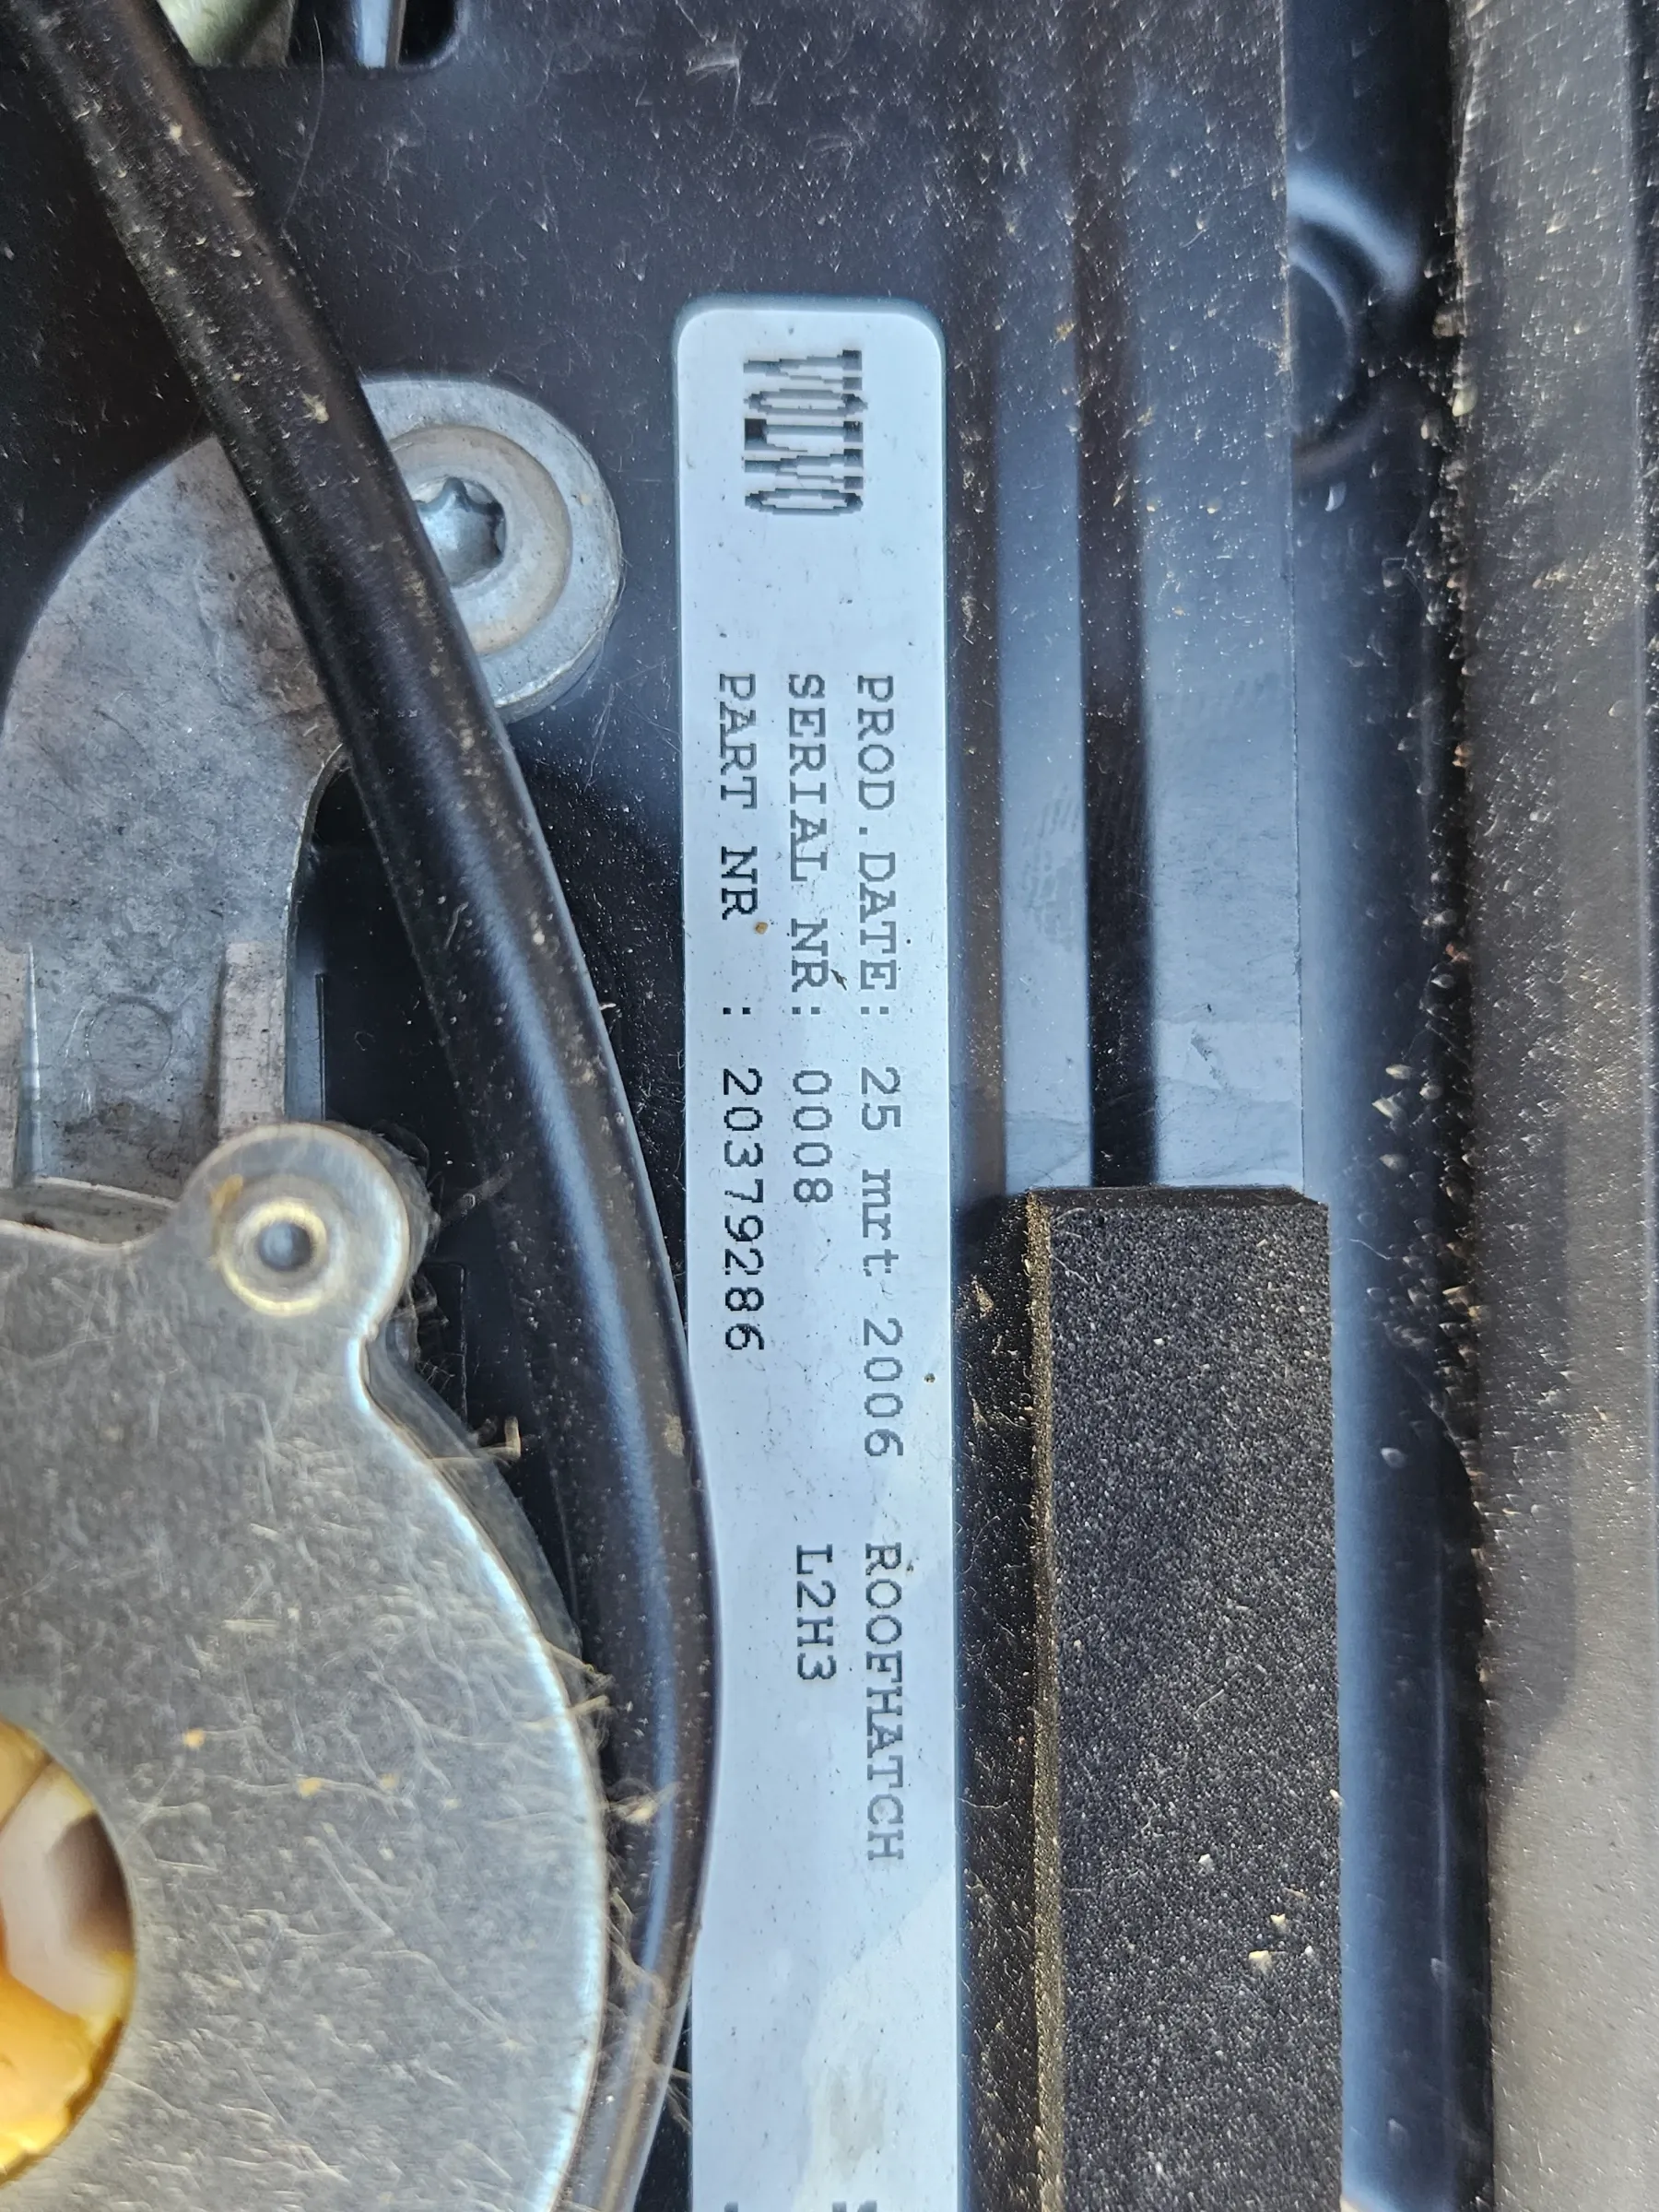 VOLVO
PROD.DATE: 25 mrt 2006 ROOFHATCH
SERIAL NR: 0008 L2H3
PART NR : 20379286